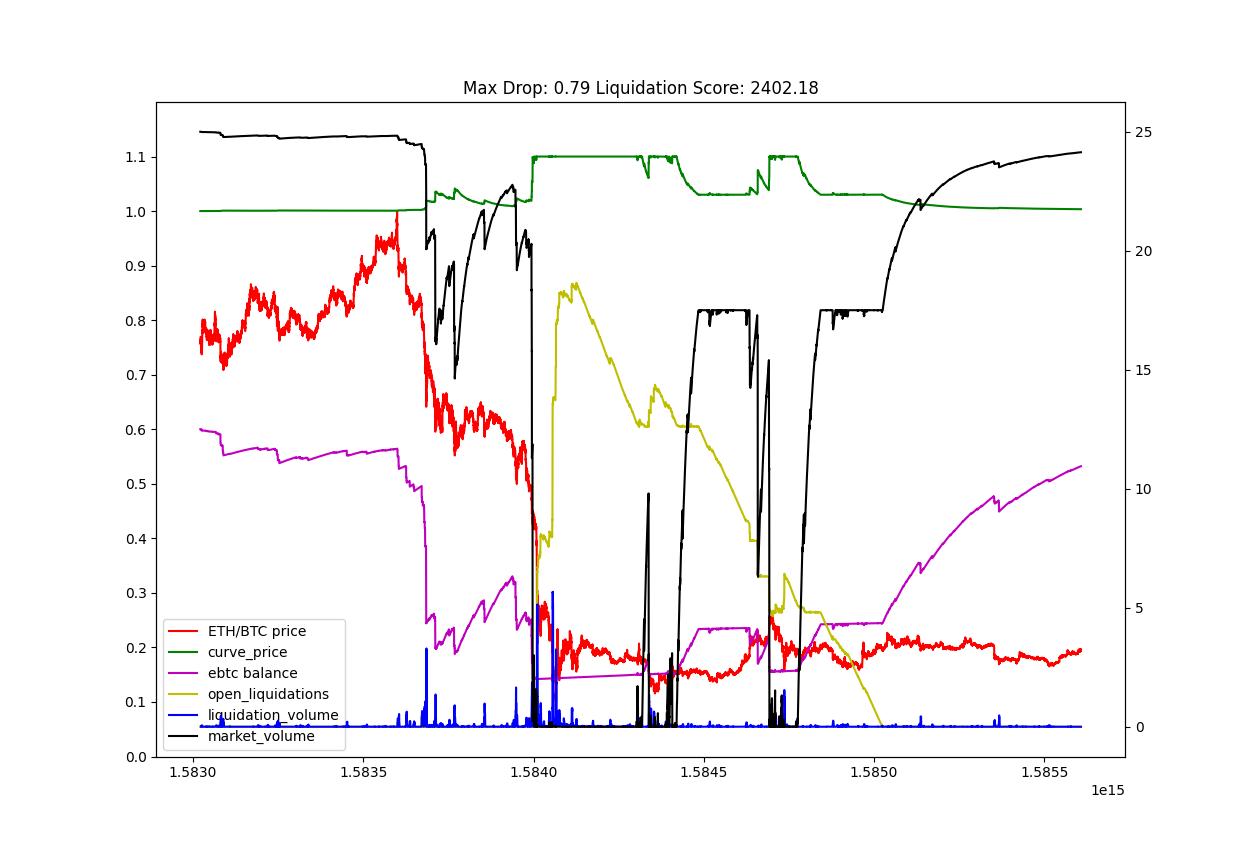 Max Drop: 0.79 Liquidation Score: 2402.18
1.1
1.0
0.9
0.8
0.7
0.6
0.5
0.4
0.3
0.2
0.1
0.0
25
20
15
10
5
0
ETH/BTC price
curve_price
ebtc balance
open_liquidations
liquidation_volume
market_volume
1.5830 1.5835 1.5840 1.5845 1.5850 1.5855
1e15